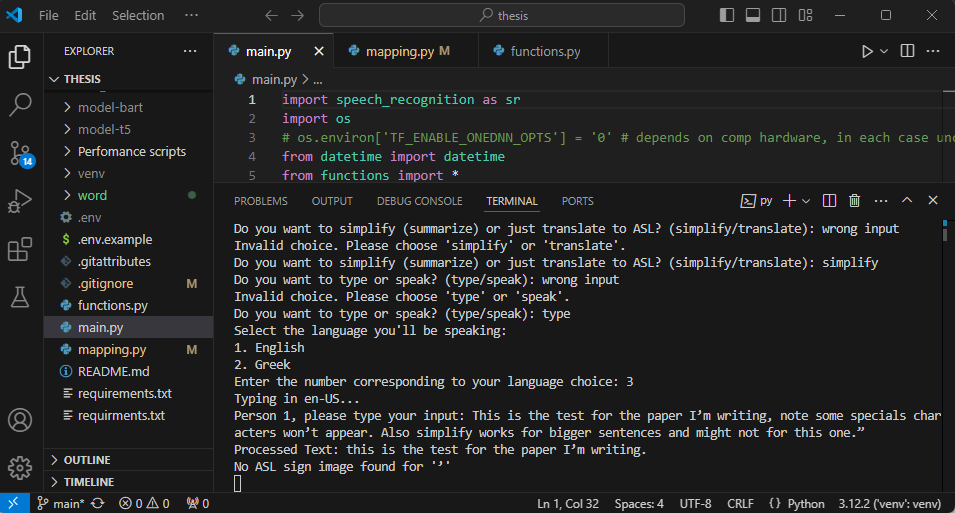 File Edit Selection ··· thesis
EXPLORER ···
main.py mapping.py M functions.py
THESIS
main.py > ...
model-bart
model-t5
Perfomance scripts
venv
word
.env
$ .env.example
.gitattributes
.gitignore M
functions.py
main.py
mapping.py M
README.md
requirements.txt
requirments.txt
OUTLINE
TIMELINE
14
1 import speech_recognition as sr
2 import os
3 # os.environ['TF_ENABLE_ONEDNN_OPTS'] = '0' # depends on comp hardware, in each case
4 from datetime import datetime
5 from functions import *
PROBLEMS OUTPUT DEBUG CONSOLE TERMINAL PORTS py
Do you want to simplify (summarize) or just translate to ASL? (simplify/translate): wrong input
Invalid choice. Please choose 'simplify' or 'translate'.
Do you want to simplify (summarize) or just translate to ASL? (simplify/translate): simplify
Do you want to type or speak? (type/speak): wrong input
Invalid choice. Please choose 'type' or 'speak'.
Do you want to type or speak? (type/speak): type
Select the language you'll be speaking:
1. English
2. Greek
Enter the number corresponding to your language choice: 3
Typing in en-US...
Person 1, please type your input: This is the test for the paper I’m writing, note some specials char
acters won’t appear. Also simplify works for bigger sentences and might not for this one.”
Processed Text: this is the test for the paper I’m writing.
No ASL sign image found for '’'
main* 0 0 0 Ln 1, Col 32 Spaces: 4 UTF-8 CRLF {} Python 3.12.2 ('venv': venv)